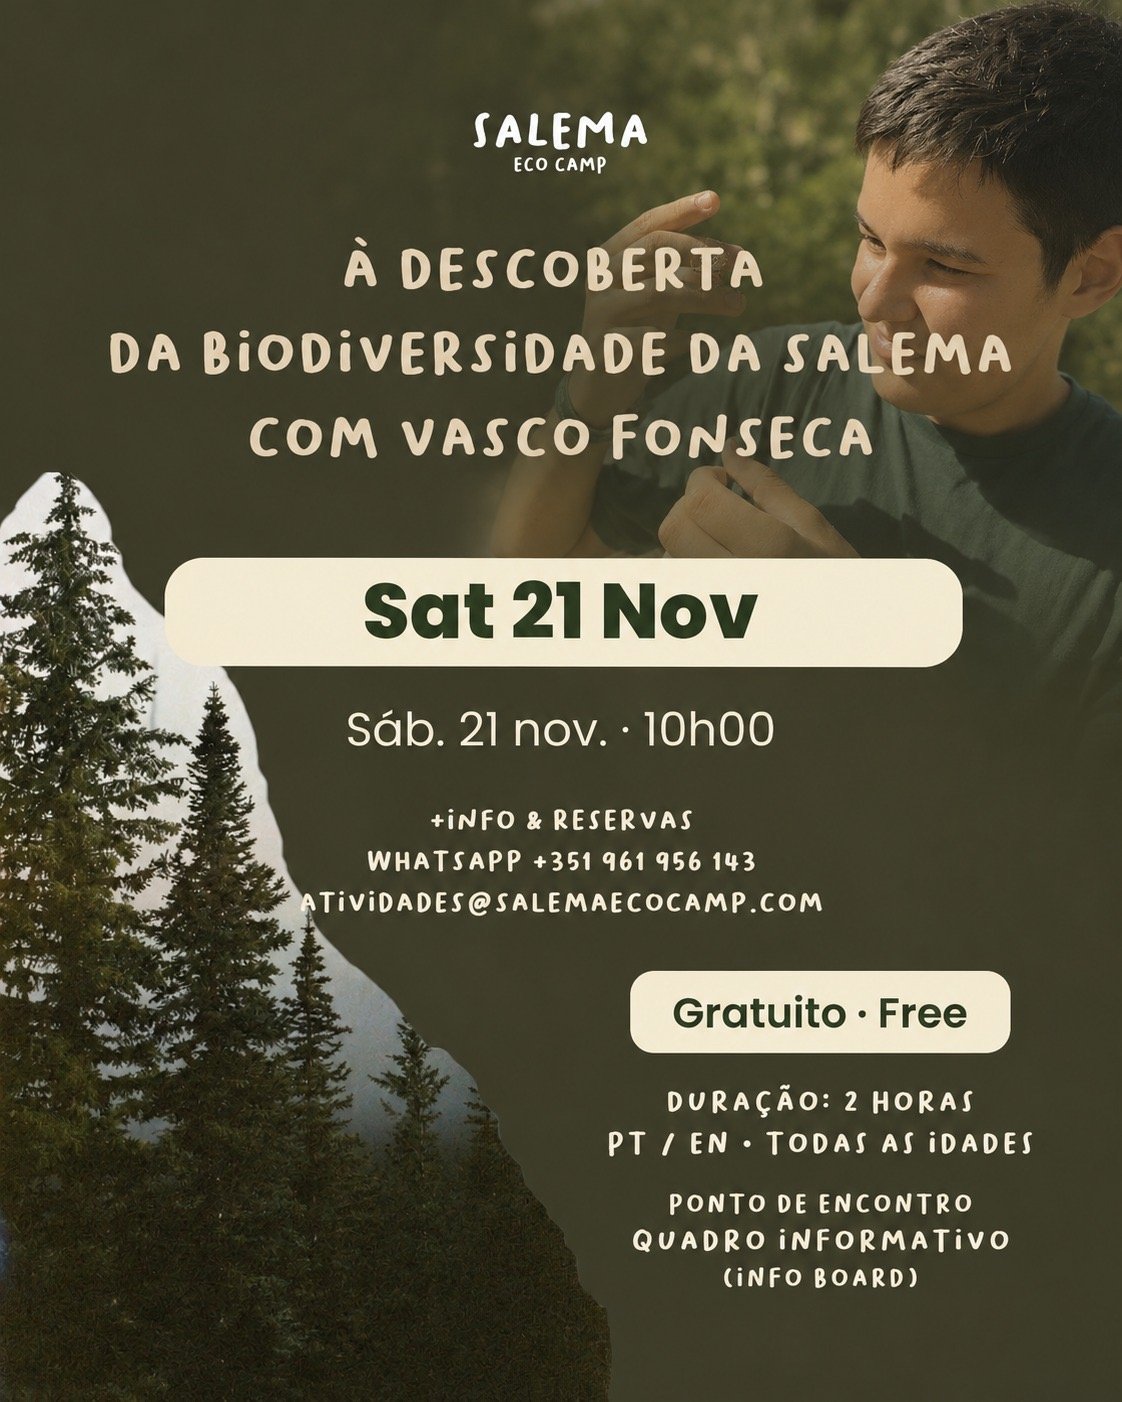 SALEMA
ECO CAMP
À DESCOBERTA
DA BIODIVERSIDADE DA SALEMA
COM VASCO FONSECA
Sat 21 Nov
Sáb. 21 nov. · 10h00
+INFO & RESERVAS
WHATSAPP +351 961 956 143
ATIVIDADES@SALEMAECOCAMP.COM
Gratuito · Free
DURAÇÃO: 2 HORAS
PT / EN • TODAS AS IDADES
PONTO DE ENCONTRO
QUADRO INFORMATIVO
(INFO BOARD)